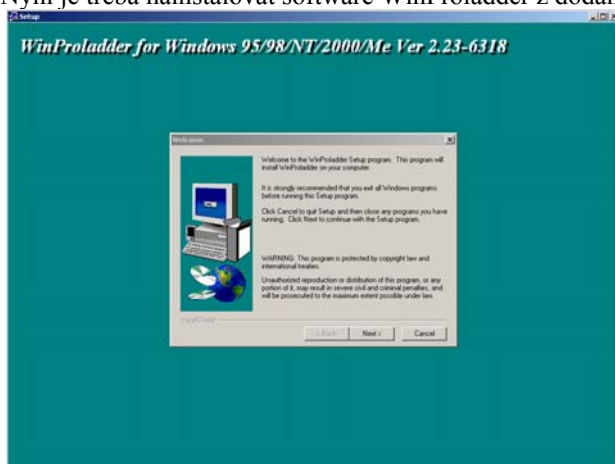 Nyní je třeba nainstalovat software WinProladder z dodan
Setup
WinProladder for Windows 95/98/NT/2000/Me Ver 2.23-6318
Welcome
Welcome to the WinProladder Setup program. This program will
install WinProladder on your computer.
It is strongly recommended that you exit all Windows programs
before running this Setup program.
Click Cancel to quit Setup and then close any programs you have
running. Click Next to continue with the Setup program.
WARNING: This program is protected by copyright law and
international treaties.
Unauthorized reproduction or distribution of this program, or any
portion of it, may result in severe civil and criminal penalties, and
will be prosecuted to the maximum extent possible under law.
InstallShield
< Back
Next >
Cancel